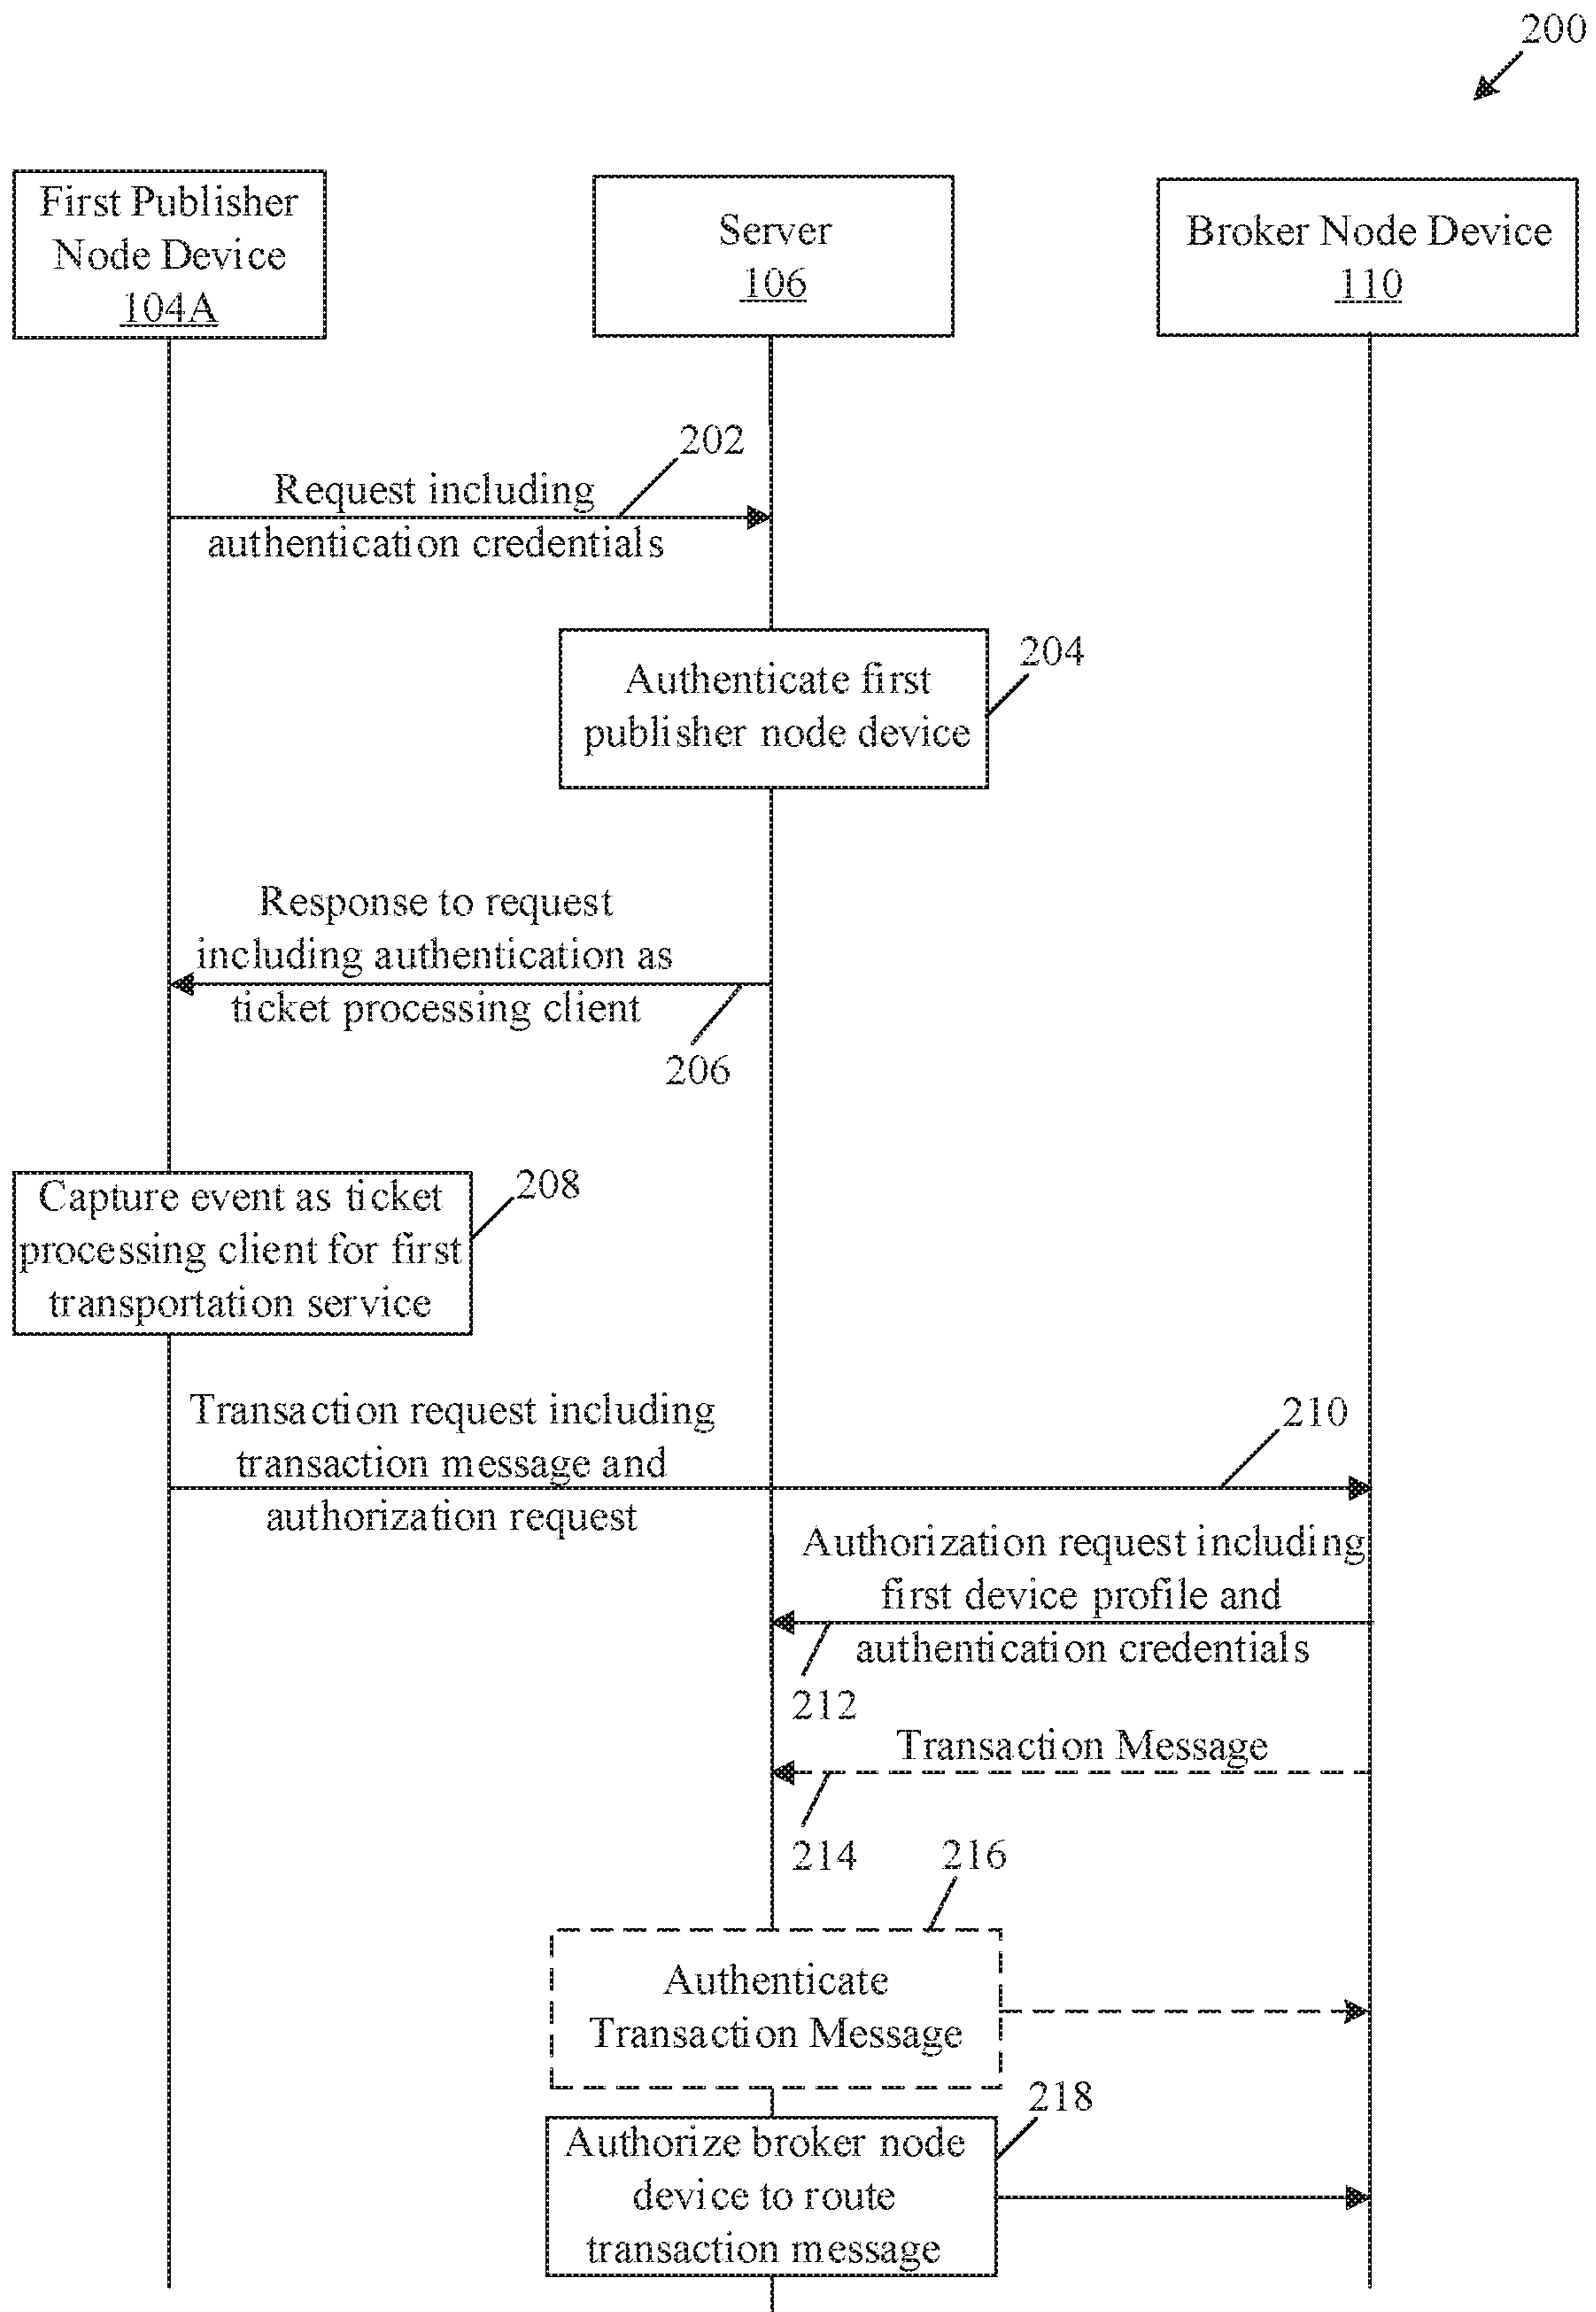 200
First Publisher
Node Device
104A
Server
106
Broker Node Device
110
202
Request including
authentication credentials
204
Authenticate first
publisher node device
Response to request
including authentication as
ticket processing client
206
208
Capture event as ticket
processing client for first
transportation service
Transaction request including
transaction message and
authorization request
210
Authorization request including
first device profile and
authentication credentials
212
Transaction Message
214
216
Authenticate
Transaction Message
218
Authorize broker node
device to route
transaction message